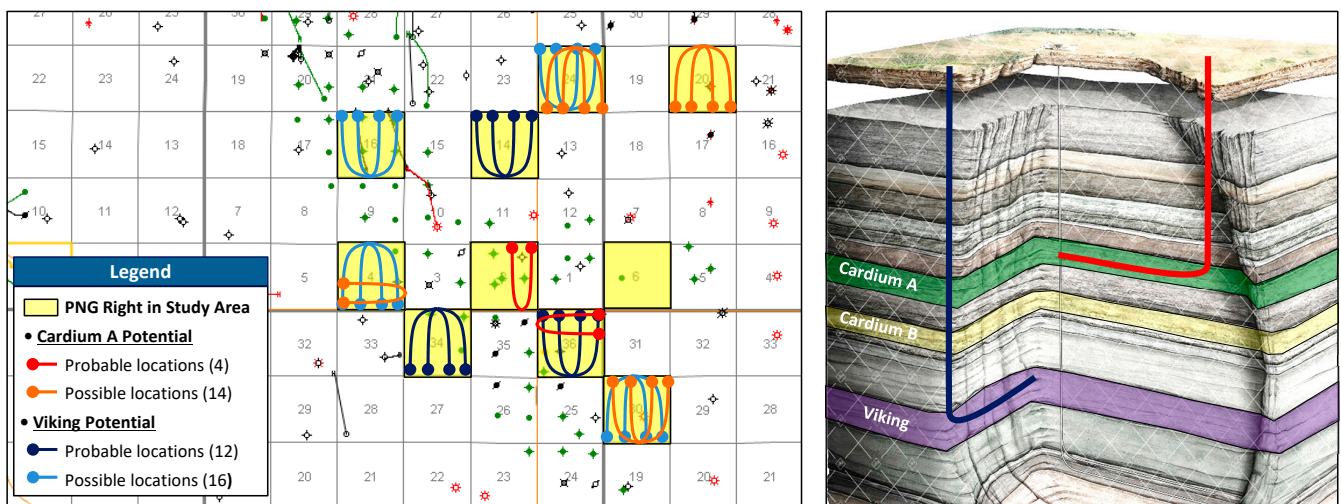 27 26 25 30 29 28 27 26 25 30 29 28
22 23 24 19 20 22 23 24 19 20 21
15 14 13 18 17 16 15 14 13 18 17 16
10 11 12 7 8 9 10 11 12 7 8 9
5 4 3 2 1 6 5 4
Legend
PNG Right in Study Area
• Cardium A Potential
Probable locations (4)
Possible locations (14)
• Viking Potential
Probable locations (12)
Possible locations (16)
32 33 34 35 36 31 32 33
29 28 27 26 25 30 29 28
20 21 22 23 24 19 20 21
Cardium A
Cardium B
Viking